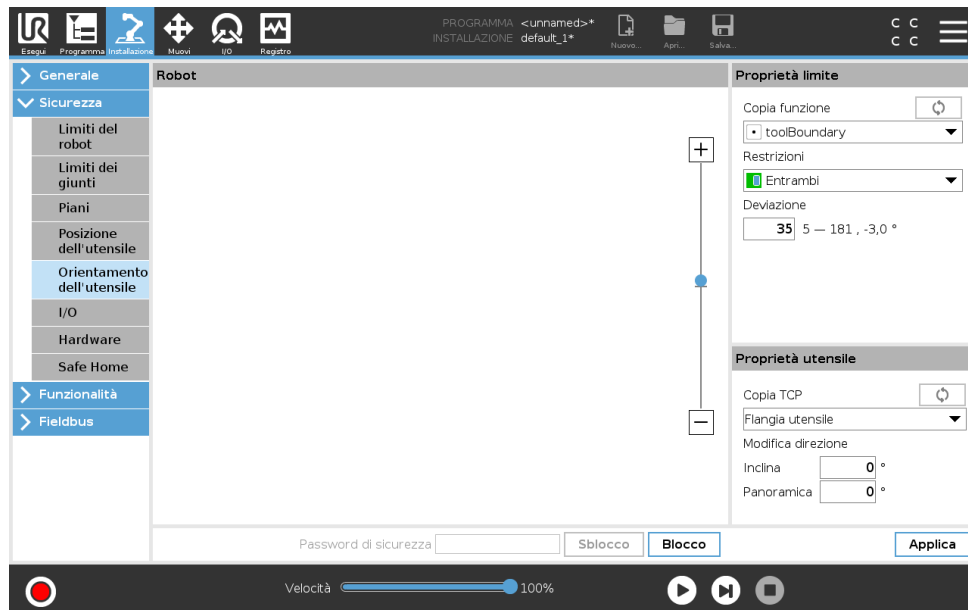 UR
PROGRAMMA <unnamed>*
INSTALLAZIONE default_1*
Esegui Programma Installazione Muovi I/O Registro
Nuovo... Apri... Salva...
C C
C C
Generale
Sicurezza
Limiti del
robot
Limiti dei
giunti
Piani
Posizione
dell'utensile
Orientamento
dell'utensile
I/O
Hardware
Safe Home
Funzionalità
Fieldbus
Robot
+
−
Proprietà limite
Copia funzione
toolBoundary
Restrizioni
Entrambi
Deviazione
35 5 — 181 , -3,0 °
Proprietà utensile
Copia TCP
Flangia utensile
Modifica direzione
Inclina 0 °
Panoramica 0 °
Password di sicurezza Sblocco Blocco Applica
Velocità 100%